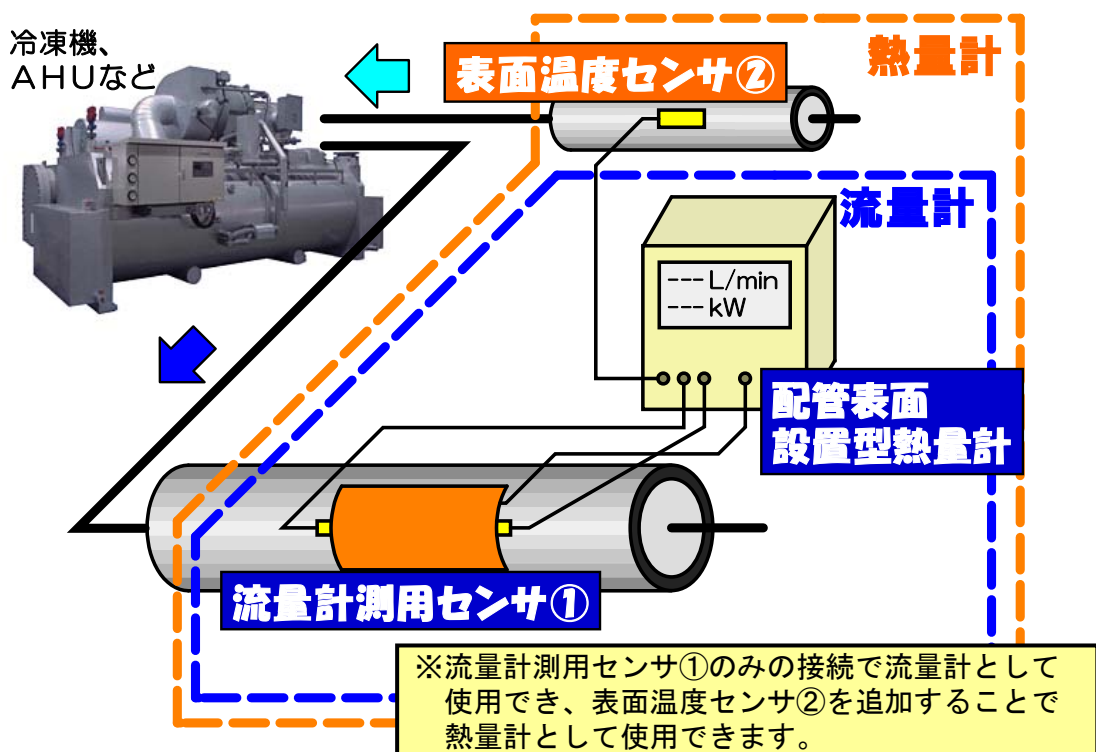 冷凍機、
ＡＨＵなど
表面温度センサ②
熱量計
流量計
---L/min
---kW
配管表面
設置型熱量計
流量計測用センサ①
※流量計測用センサ①のみの接続で流量計として
使用でき、表面温度センサ②を追加することで
熱量計として使用できます。